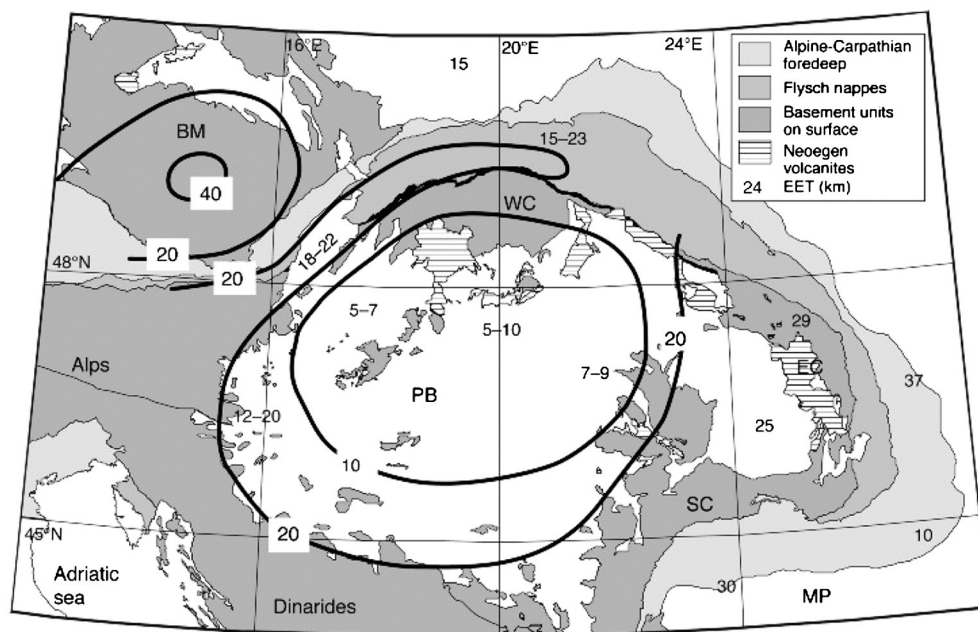 16°E
20°E
24°E
15
Alpine-Carpathian
foredeep
Flysch nappes
Basement units
on surface
Neoegen
volcanites
24 EET (km)
BM
15–23
40
WC
20
48°N
20
18–22
5–7
5–10
20
29
Alps
7–9
EC
37
PB
12–20
25
10
SC
45°N
20
10
Adriatic
sea
30
MP
Dinarides